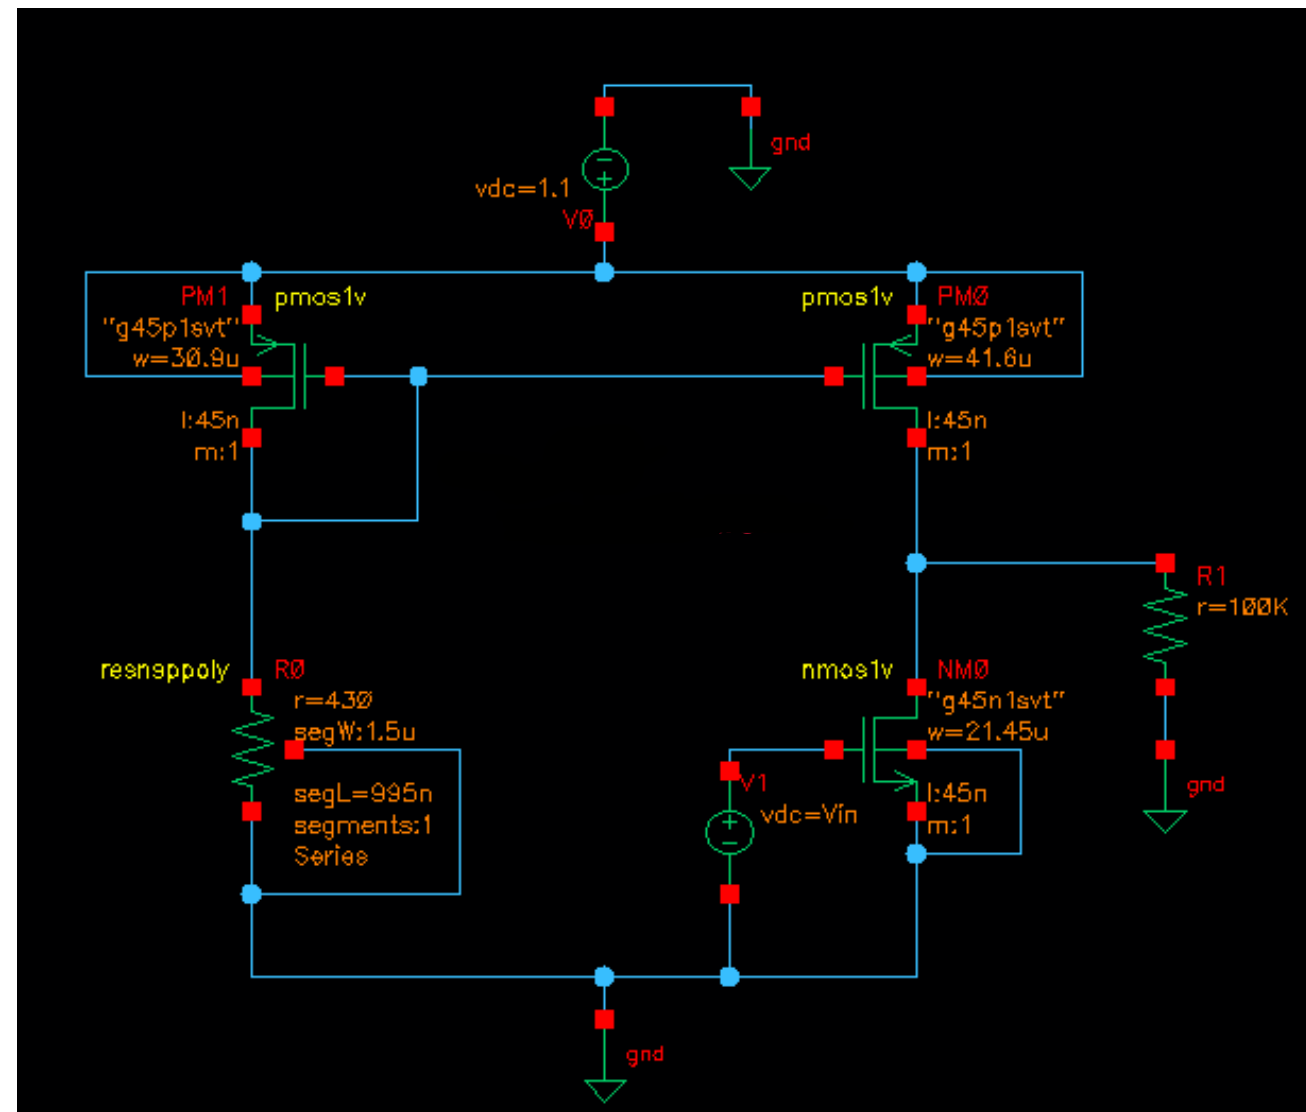 gnd
vdc=1.1
V0
PM1
pmos1v
"g45p1svt"
w=30.9u
l:45n
m:1
pmos1v
PM0
"g45p1svt"
w=41.6u
l:45n
m:1
resnsppoly
R0
r=430
segW:1.5u
segL=995n
segments:1
Series
nmos1v
NM0
"g45n1svt"
w=21.45u
l:45n
m:1
V1
vdc=Vin
R1
r=100K
gnd
gnd